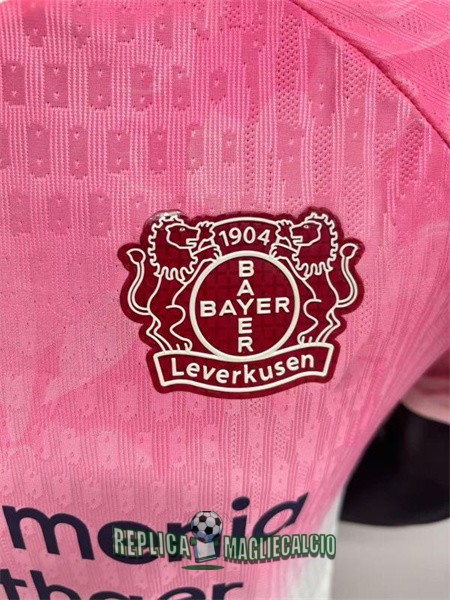 1904
BAYER
BAYER
Leverkusen
REPLICA MAGLIECALCIO